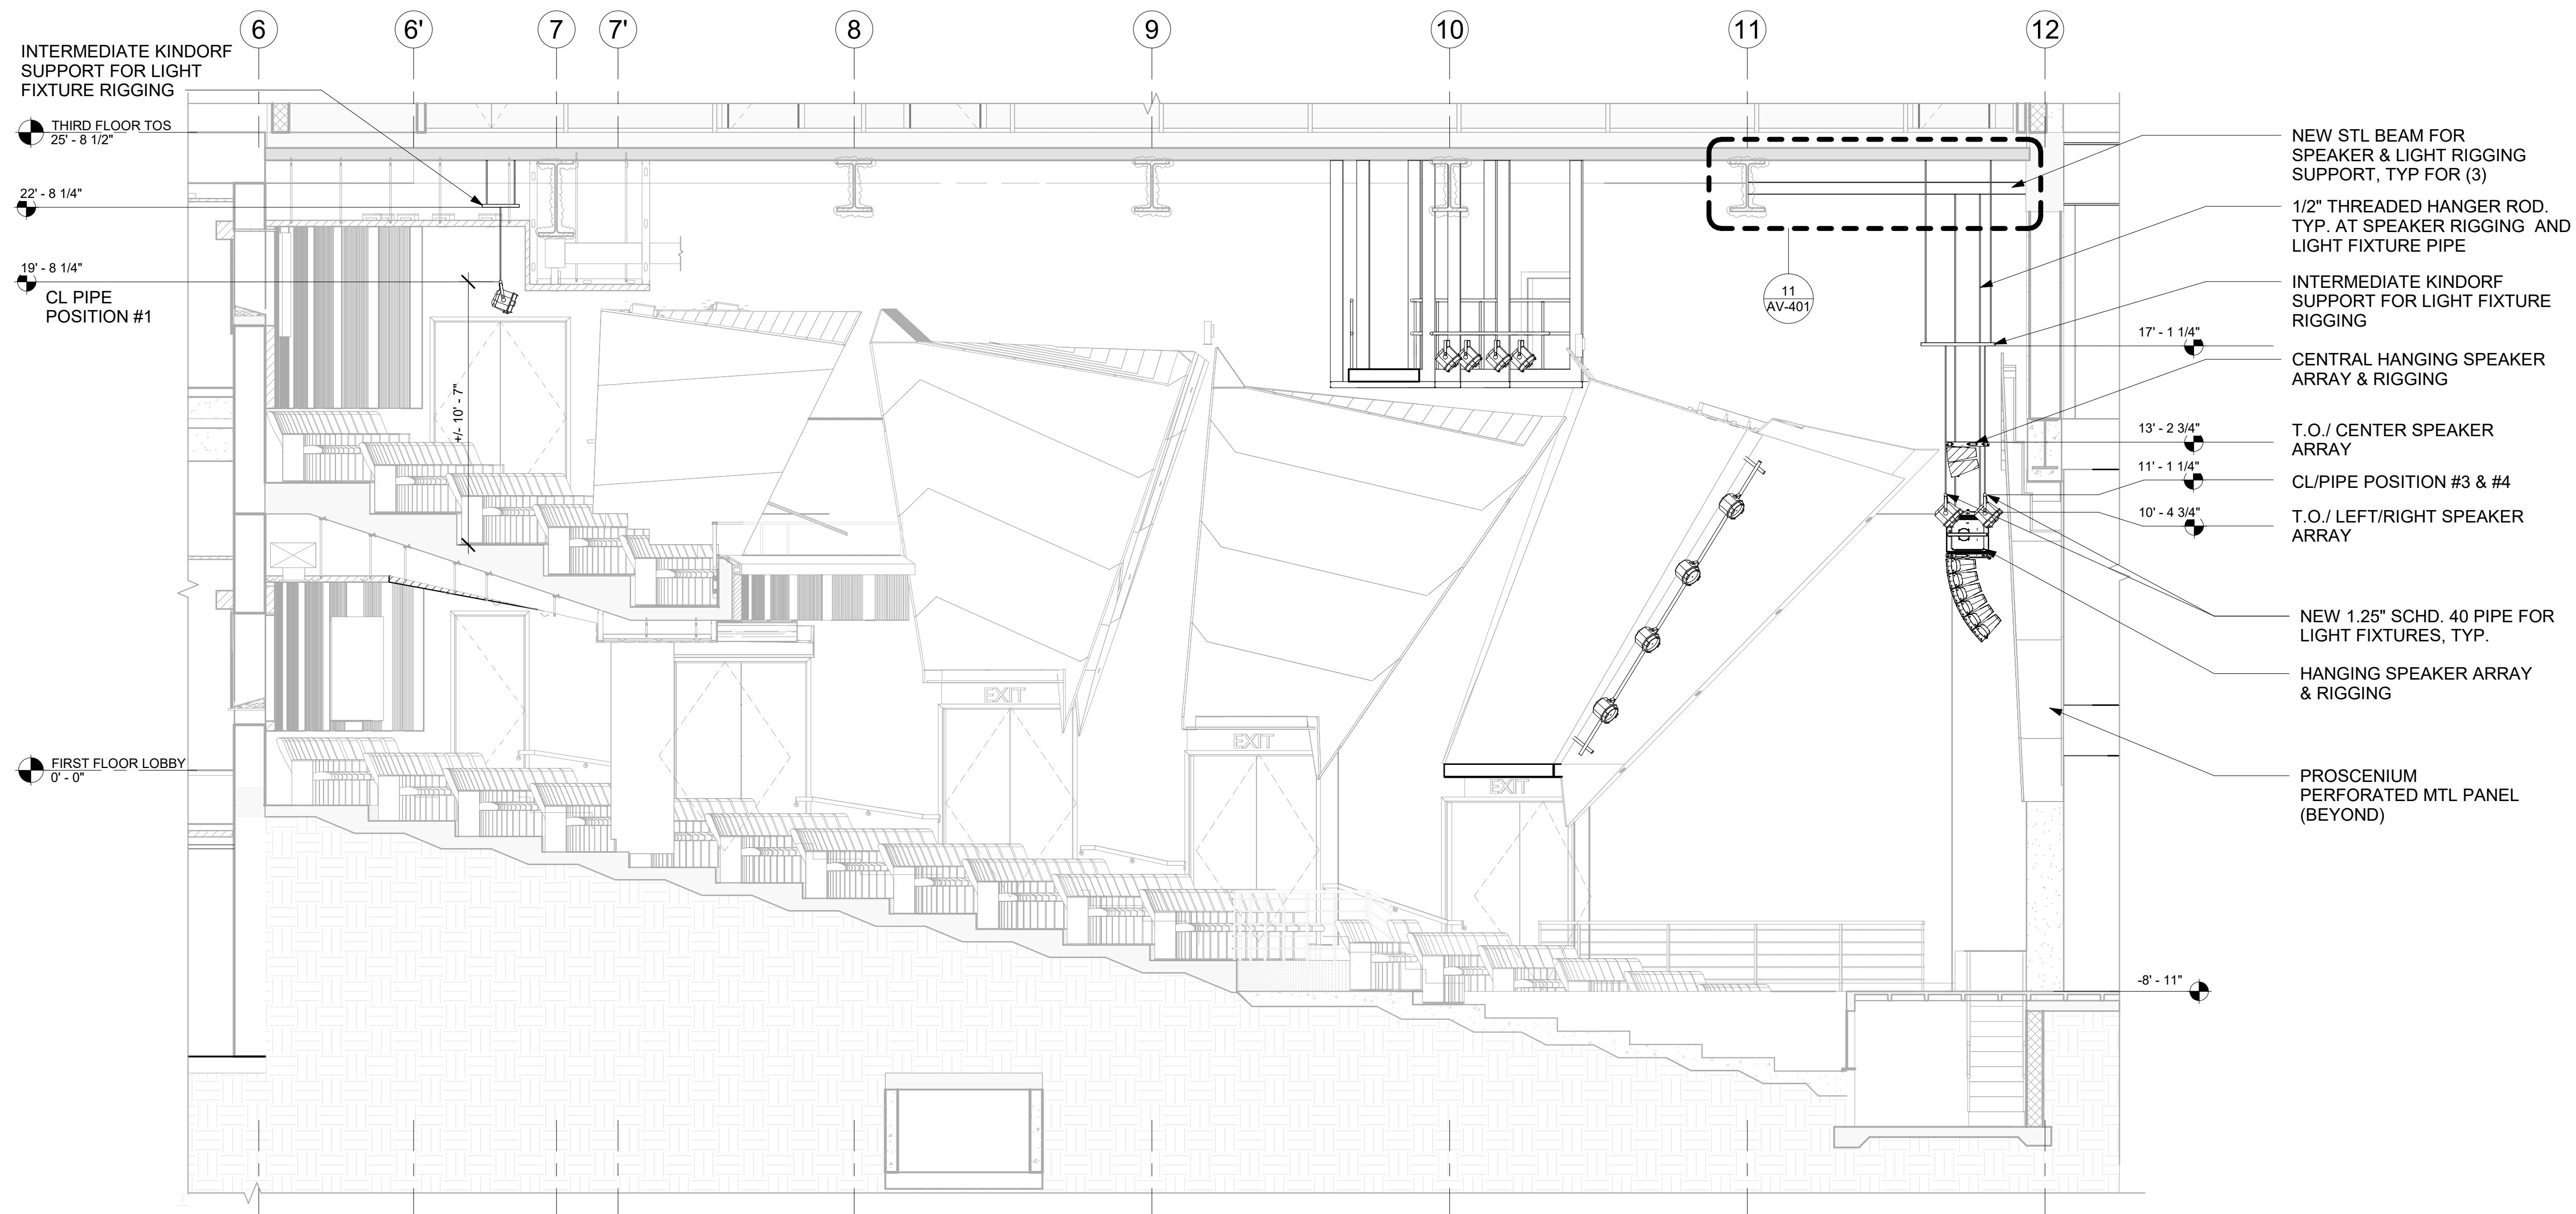 6
6'
7
7'
8
9
10
11
12
INTERMEDIATE KINDORF
SUPPORT FOR LIGHT
FIXTURE RIGGING
THIRD FLOOR TOS
25' - 8 1/2"
22' - 8 1/4"
19' - 8 1/4"
CL PIPE
POSITION #1
+/- 10' - 7"
FIRST FLOOR LOBBY
0' - 0"
EXIT
EXIT
EXIT
11
AV-401
NEW STL BEAM FOR
SPEAKER & LIGHT RIGGING
SUPPORT, TYP FOR (3)
1/2" THREADED HANGER ROD.
TYP. AT SPEAKER RIGGING AND
LIGHT FIXTURE PIPE
INTERMEDIATE KINDORF
SUPPORT FOR LIGHT FIXTURE
RIGGING
17' - 1 1/4"
CENTRAL HANGING SPEAKER
ARRAY & RIGGING
13' - 2 3/4"
T.O./ CENTER SPEAKER
ARRAY
11' - 1 1/4"
CL/PIPE POSITION #3 & #4
10' - 4 3/4"
T.O./ LEFT/RIGHT SPEAKER
ARRAY
NEW 1.25" SCHD. 40 PIPE FOR
LIGHT FIXTURES, TYP.
HANGING SPEAKER ARRAY
& RIGGING
PROSCENIUM
PERFORATED MTL PANEL
(BEYOND)
-8' - 11"